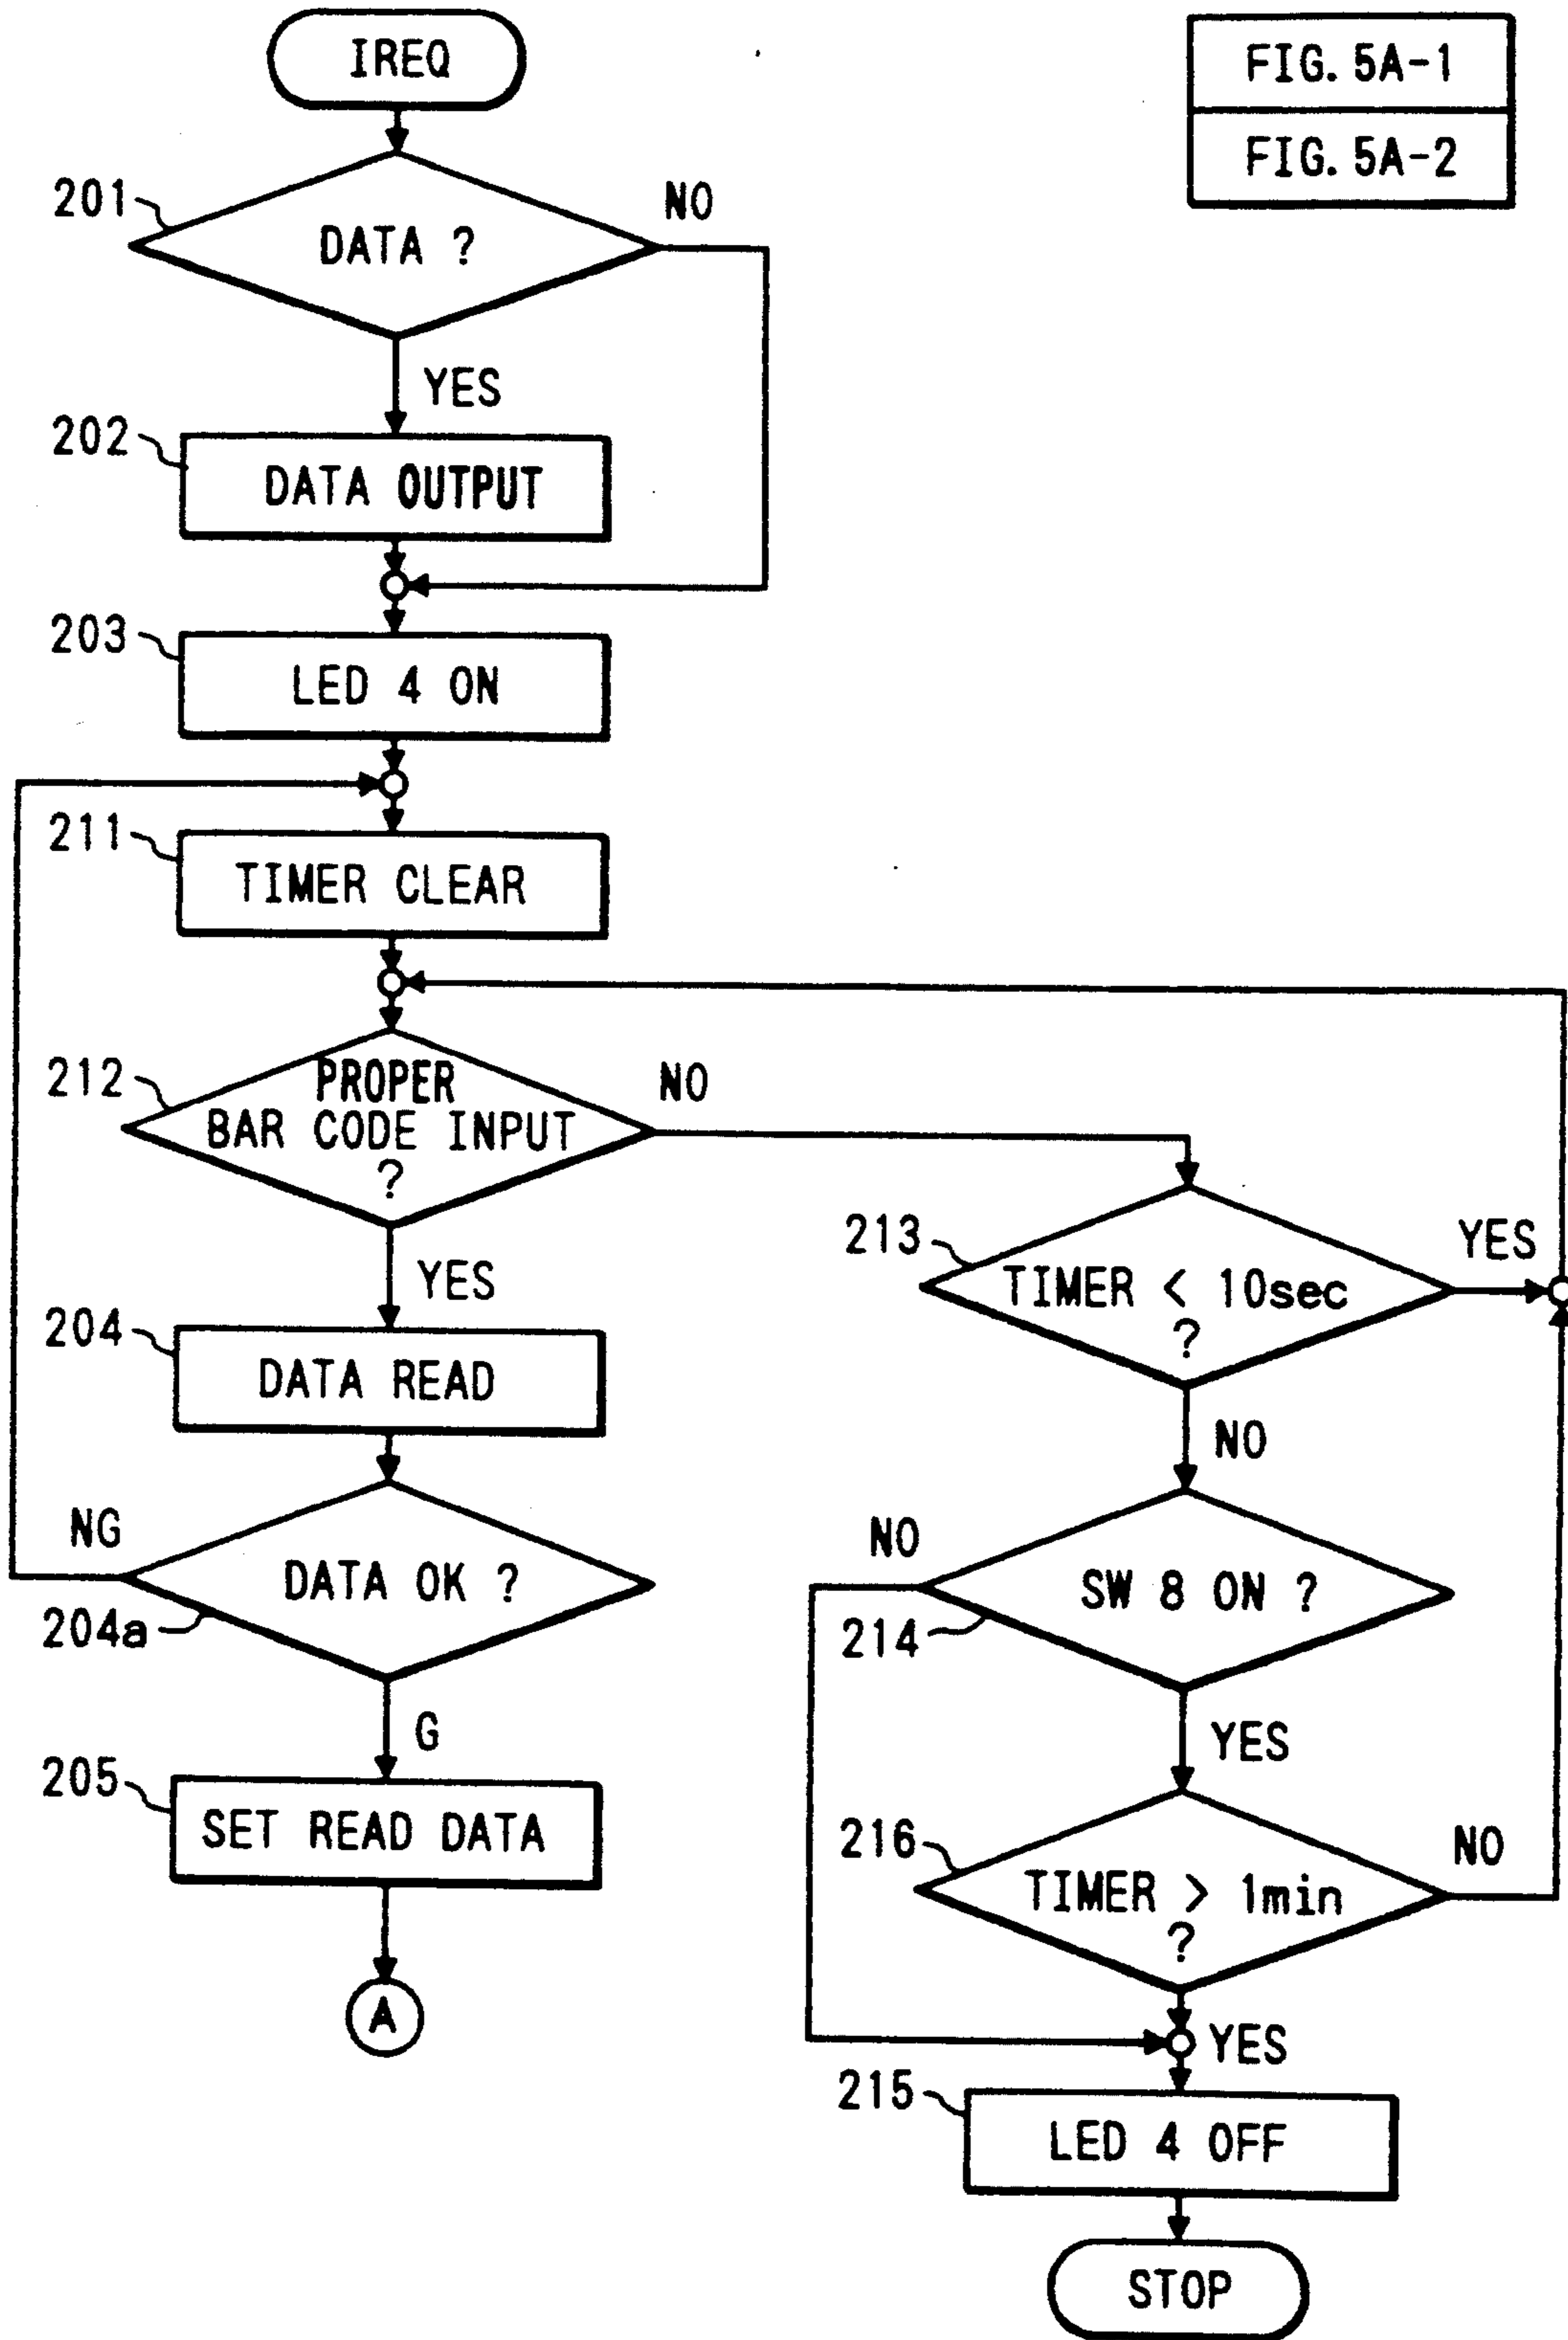 IREQ
FIG. 5A-1
FIG. 5A-2
201
DATA ?
NO
YES
202
DATA OUTPUT
203
LED 4 ON
211
TIMER CLEAR
212
PROPER
BAR CODE INPUT
?
NO
YES
204
DATA READ
NG
DATA OK ?
204a
G
205
SET READ DATA
A
213
TIMER < 10sec
?
YES
NO
NO
SW 8 ON ?
214
YES
216
TIMER > 1min
?
NO
YES
215
LED 4 OFF
STOP